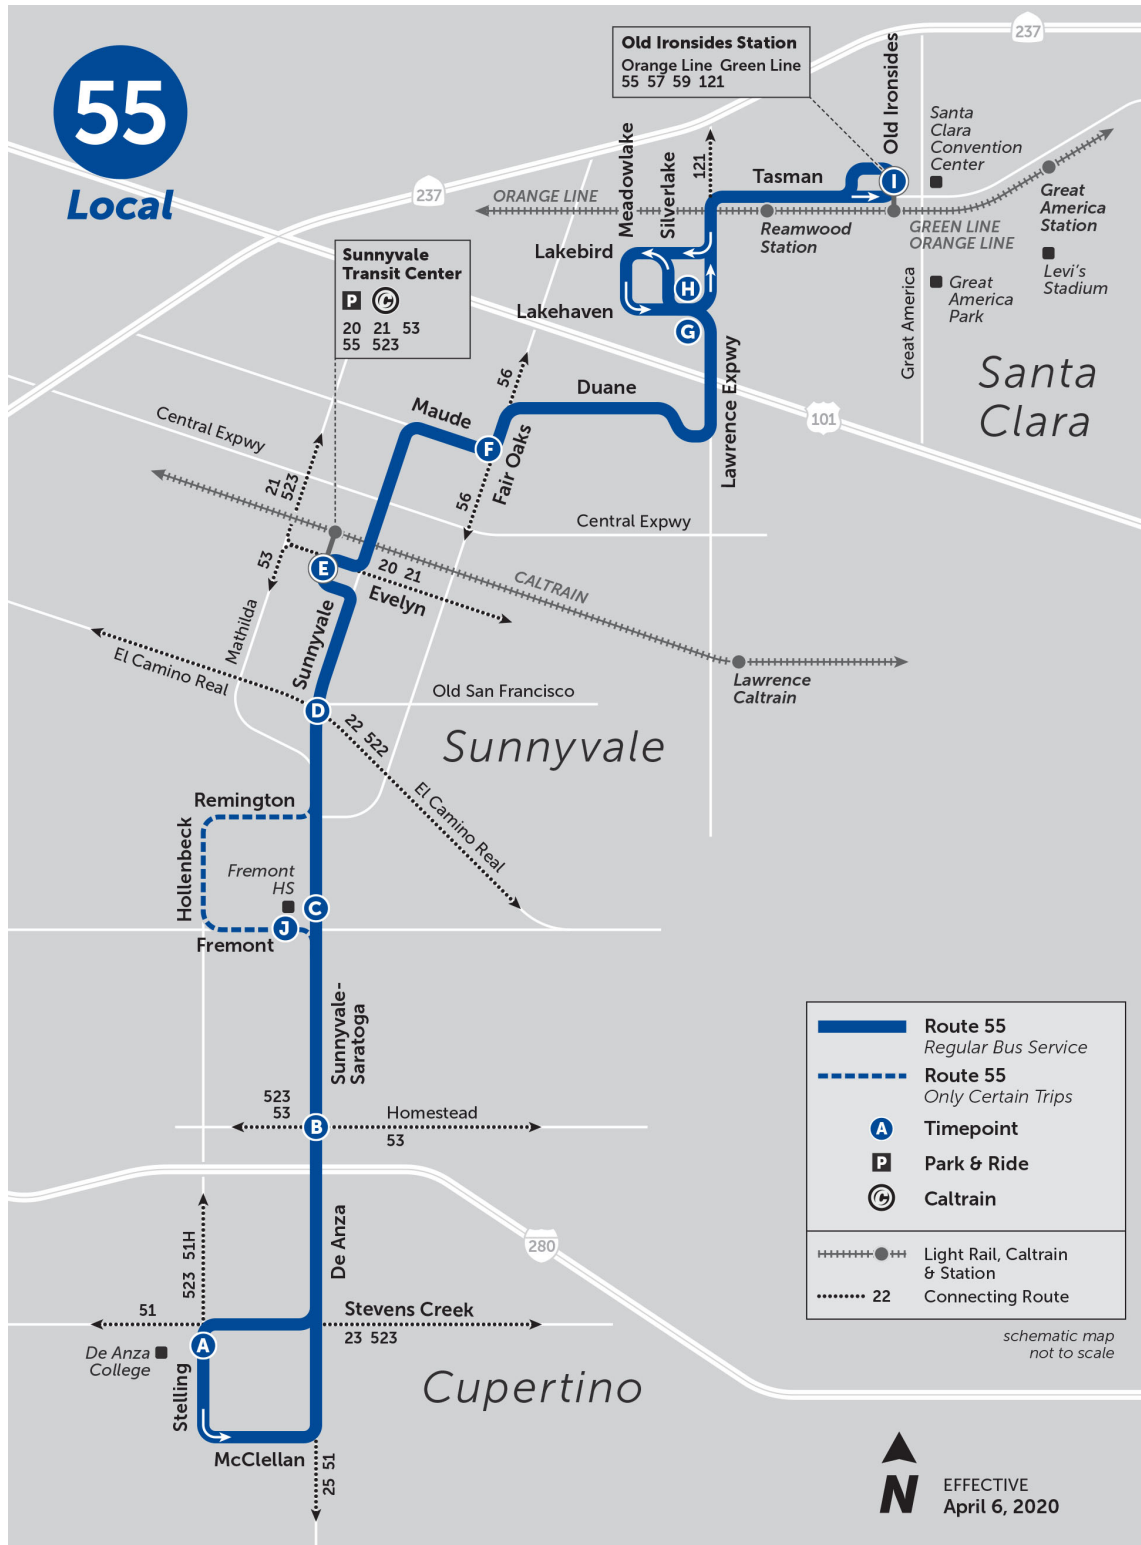 55
Local
237
Old Ironsides Station
Orange Line Green Line
55 57 59 121
Old Ironsides
Santa
Clara
Convention
Center
237
ORANGE LINE
Meadowlake
Silverlake
121
Tasman
I
Reamwood
Station
GREEN LINE
ORANGE LINE
Great
America
Station
Levi's
Stadium
Great
America
Park
Great America
Santa
Clara
Lakebird
Lakehaven
H
G
Sunnyvale
Transit Center
P
C
20 21 53
55 523
56
Duane
Lawrence Expwy
101
Maude
F
Fair Oaks
56
Central Expwy
21
523
Central Expwy
53
E
20 21
Evelyn
CALTRAIN
Mathilda
Sunnyvale
El Camino Real
Old San Francisco
Lawrence
Caltrain
D
22 522
Sunnyvale
El Camino Real
Remington
Hollenbeck
Fremont
HS
C
J
Fremont
Sunnyvale-
Saratoga
523
53
Homestead
B
53
De Anza
280
523 51H
51
Stevens Creek
23 523
A
De Anza
College
Stelling
McClellan
25 51
Cupertino
Route 55
Regular Bus Service
Route 55
Only Certain Trips
A
Timepoint
P
Park & Ride
C
Caltrain
Light Rail, Caltrain
& Station
22
Connecting Route
schematic map
not to scale
N
EFFECTIVE
April 6, 2020